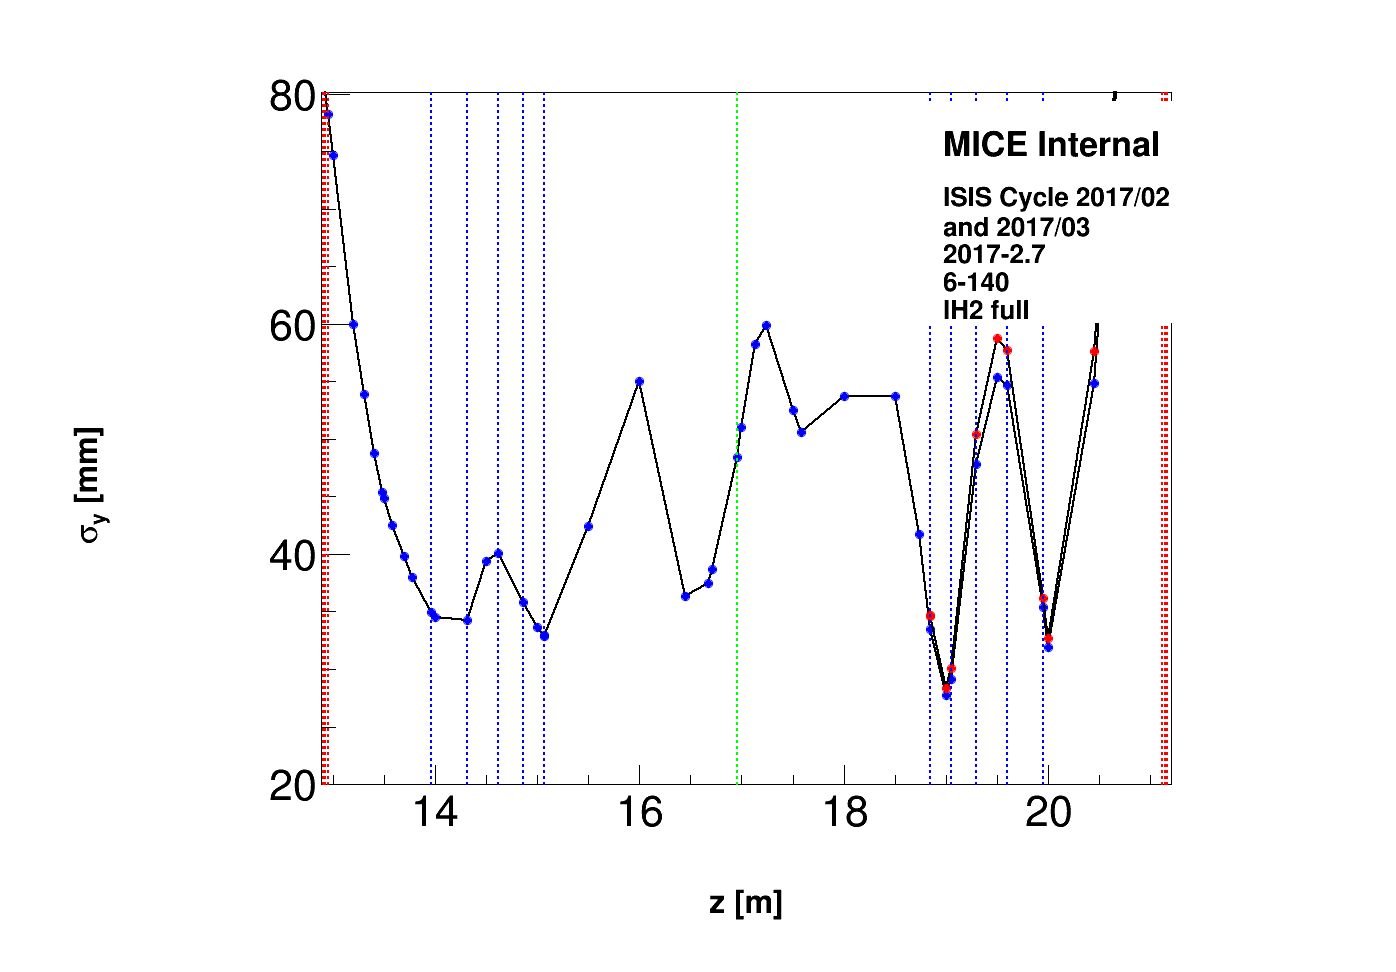 80
60
40
20
14
16
18
20
σy [mm]
z [m]
MICE Internal
ISIS Cycle 2017/02
and 2017/03
2017-2.7
6-140
IH2 full